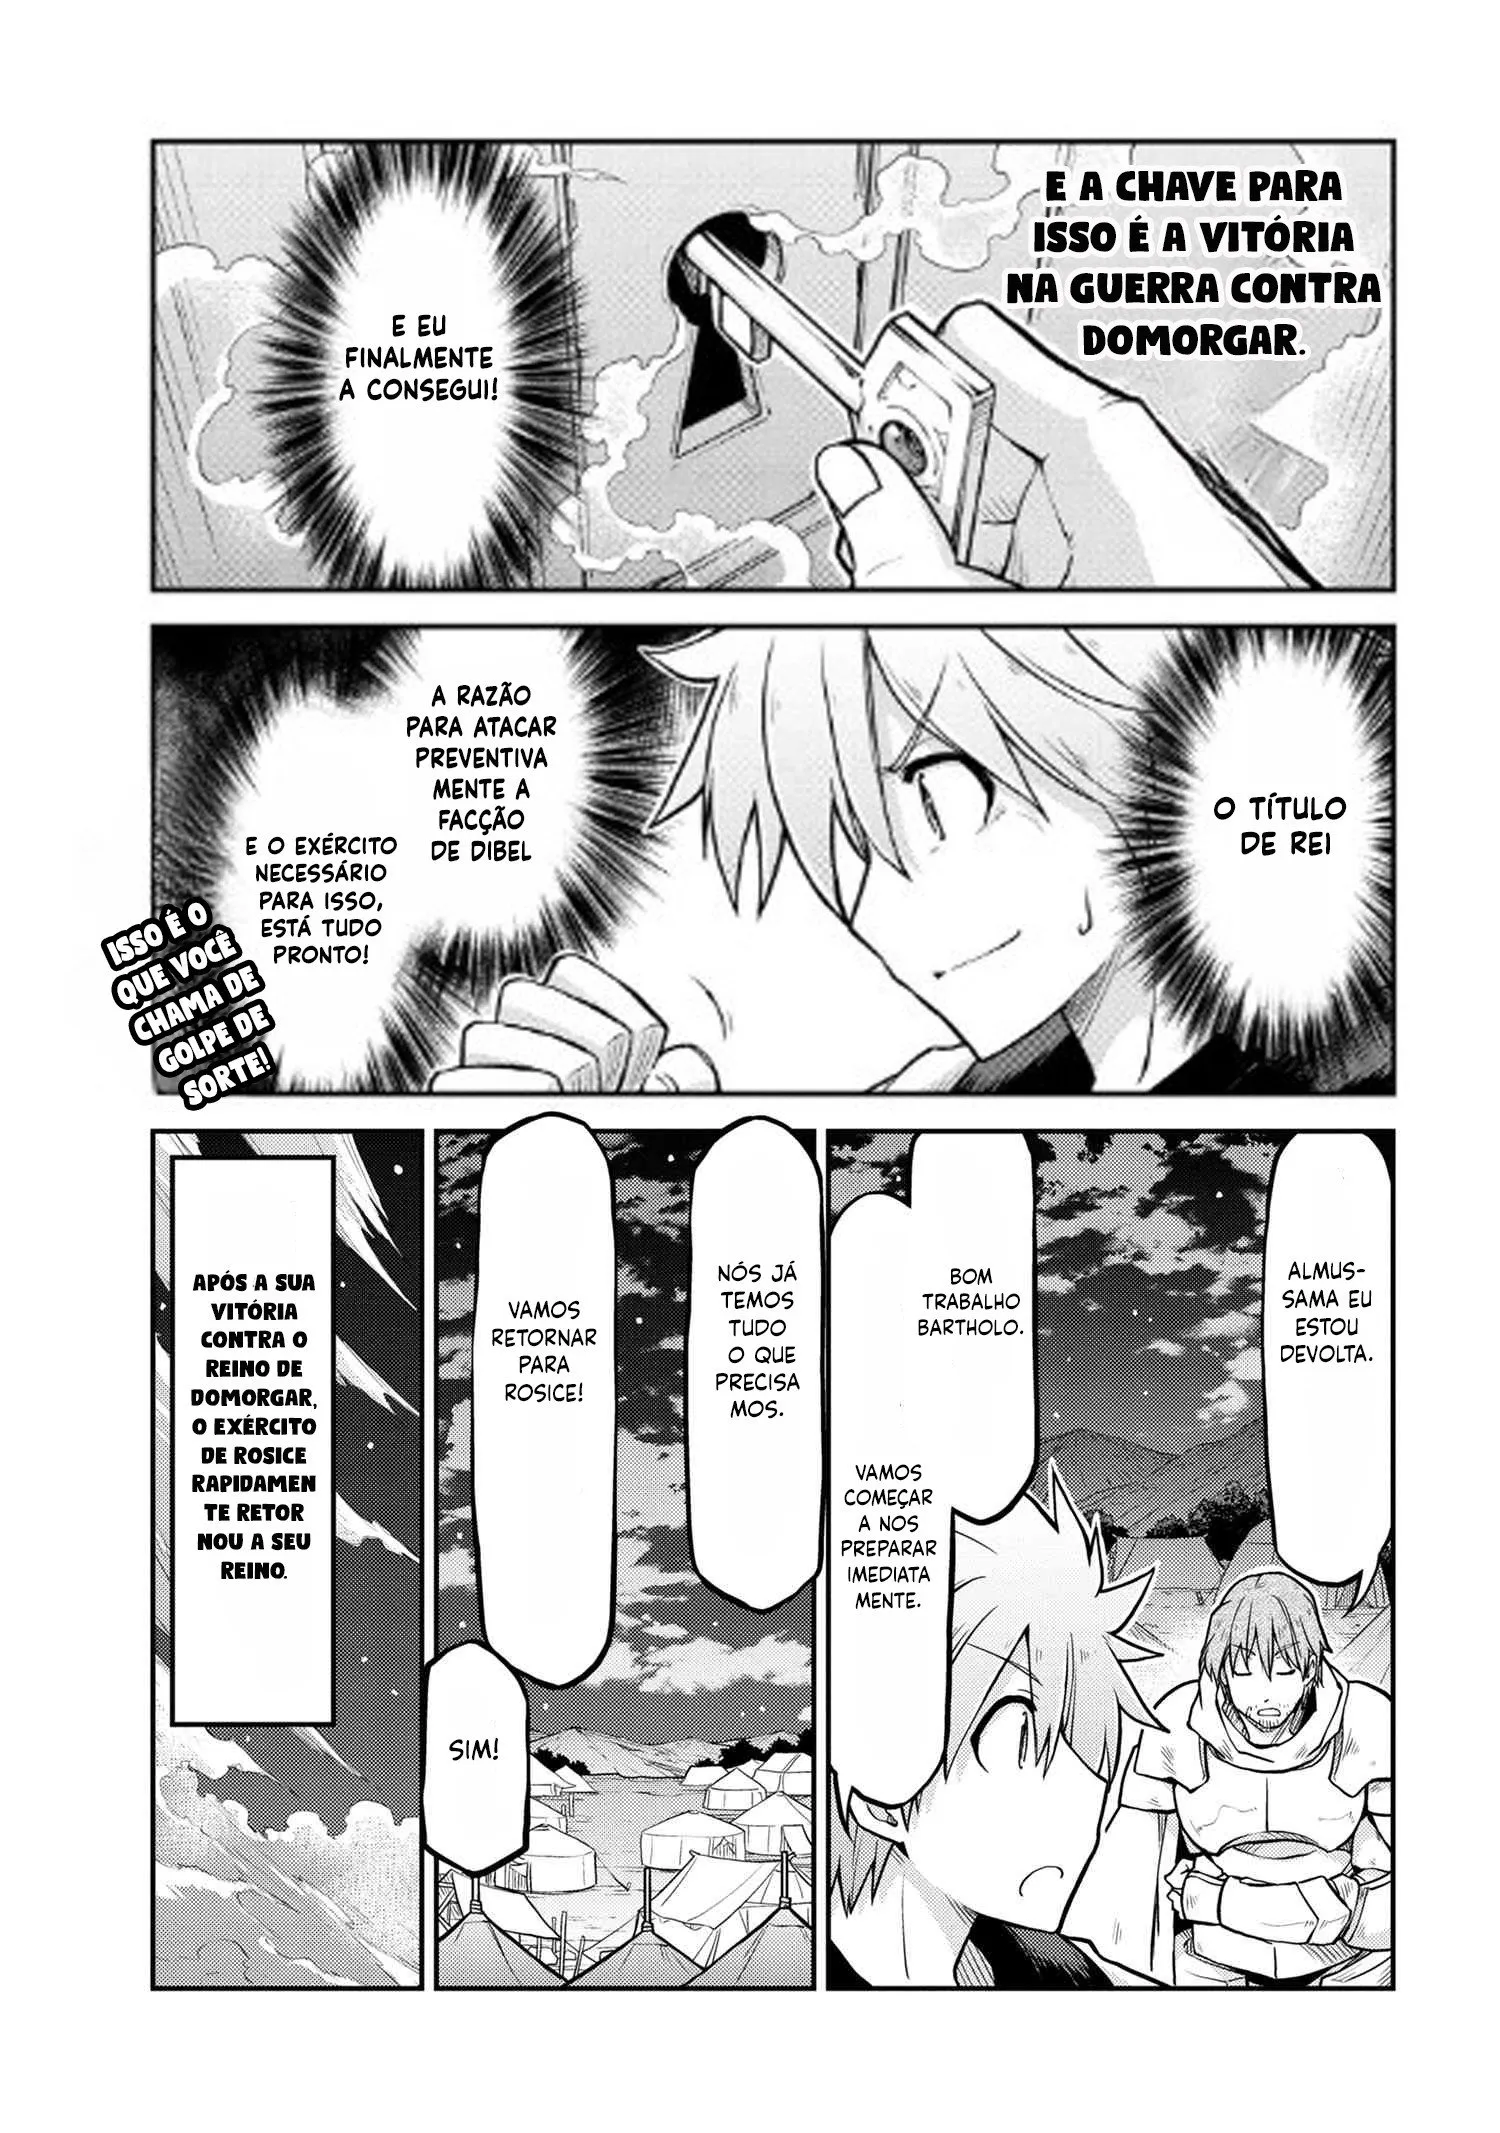 E A CHAVE PARA
ISSO É A VITÓRIA
NA GUERRA CONTRA
DOMORGAR.
E EU
FINALMENTE
A CONSEGUI!
O TÍTULO
DE REI
A RAZÃO
PARA ATACAR
PREVENTIVA
MENTE A
FACÇÃO
DE DIBEL
E O EXÉRCITO
NECESSÁRIO
PARA ISSO,
ESTÁ TUDO
PRONTO!
ISSO É O
QUE VOCÊ
CHAMA DE
GOLPE DE
SORTE!
ALMUS-
SAMA EU
ESTOU
DEVOLTA.
BOM
TRABALHO
BARTHOLO.
VAMOS
COMEÇAR
A NOS
PREPARAR
IMEDIATA
MENTE.
NÓS JÁ
TEMOS
TUDO
O QUE
PRECISA
MOS.
VAMOS
RETORNAR
PARA
ROSICE!
SIM!
APÓS A SUA
VITÓRIA
CONTRA O
REINO DE
DOMORGAR,
O EXÉRCITO
DE ROSICE
RAPIDAMEN
TE RETOR
NOU A SEU
REINO.